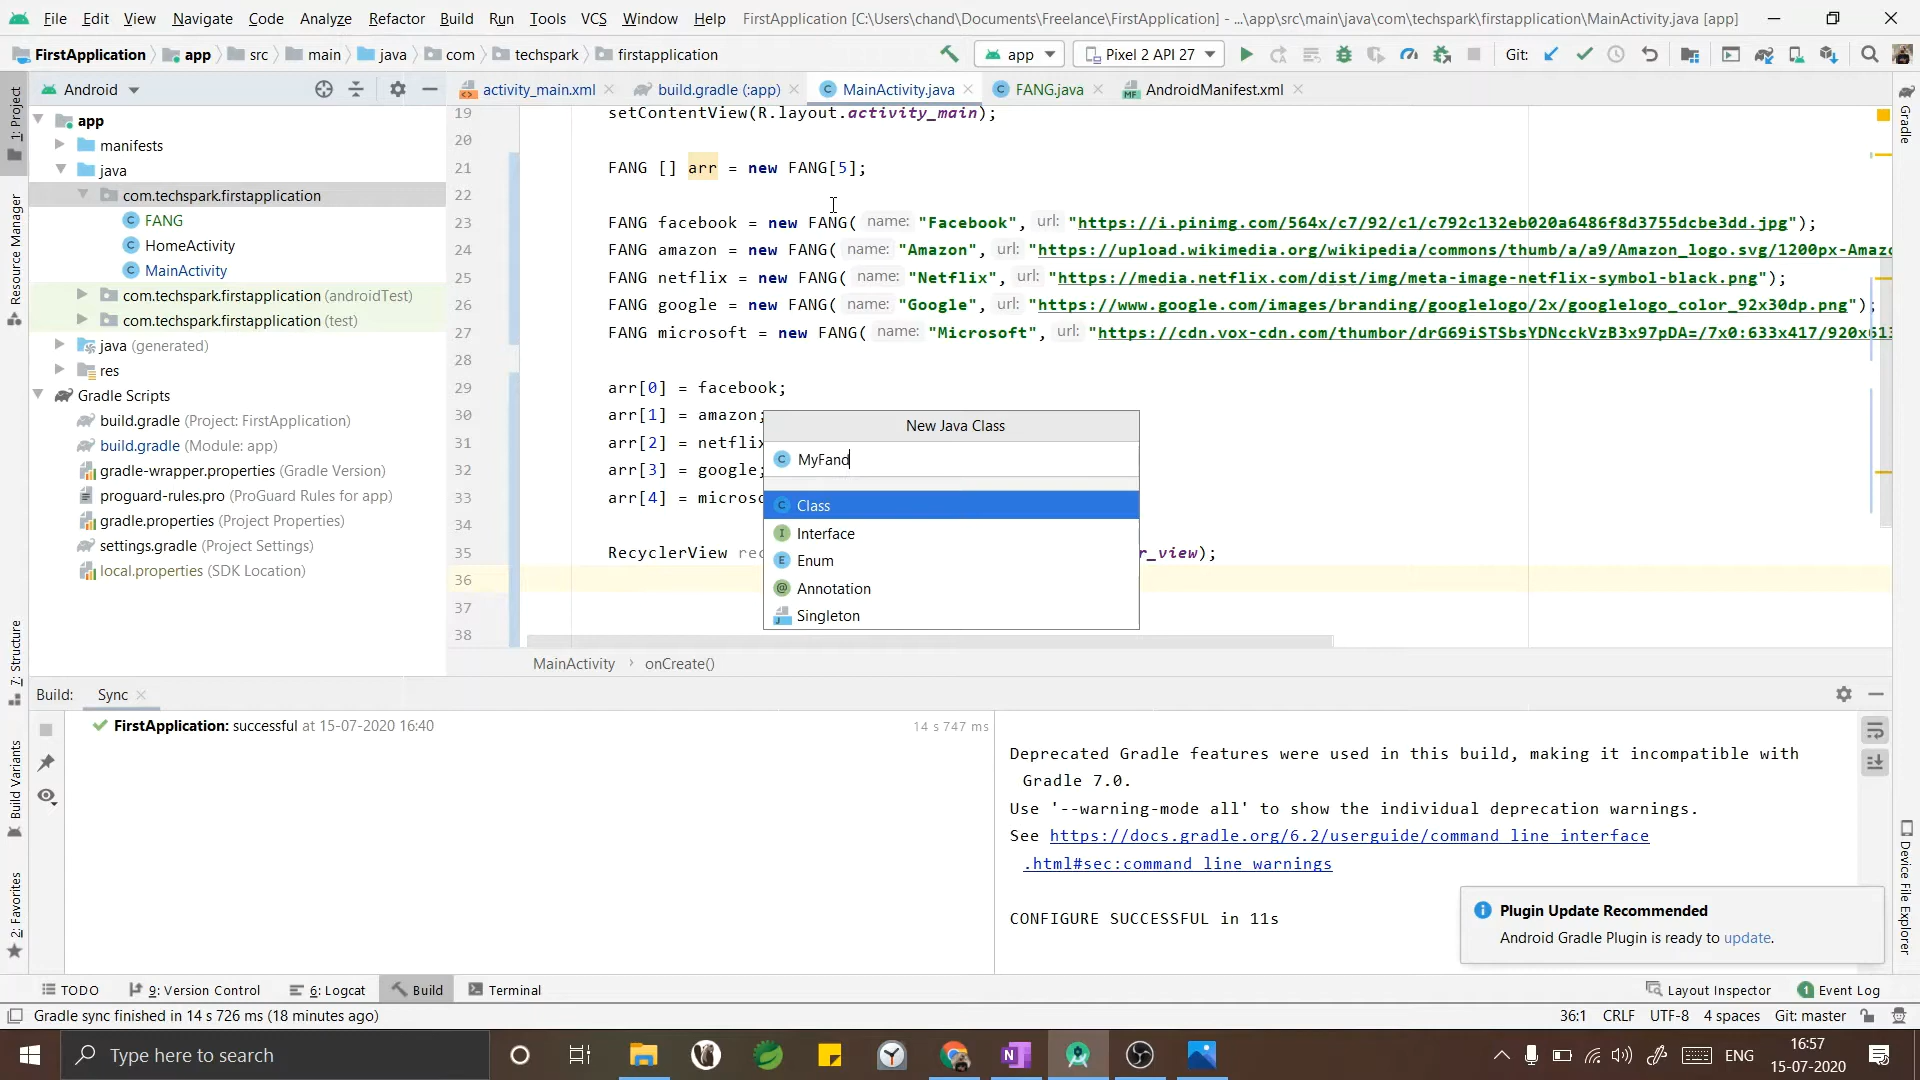 File Edit View Navigate Code Analyze Refactor Build Run Tools VCS Window Help FirstApplication [C:\Users\chand\Documents\Freelance\FirstApplication] - ...\app\src\main\java\com\techspark\firstapplication\MainActivity.java [app]
FirstApplication app src main java com techspark firstapplication app Pixel 2 API 27 Git:
Android
activity_main.xml build.gradle (:app) MainActivity.java FANG.java AndroidManifest.xml
1: Project
Resource Manager
7: Structure
Build Variants
2: Favorites
app
manifests
java
com.techspark.firstapplication
FANG
HomeActivity
MainActivity
com.techspark.firstapplication (androidTest)
com.techspark.firstapplication (test)
java (generated)
res
Gradle Scripts
build.gradle (Project: FirstApplication)
build.gradle (Module: app)
gradle-wrapper.properties (Gradle Version)
proguard-rules.pro (ProGuard Rules for app)
gradle.properties (Project Properties)
settings.gradle (Project Settings)
local.properties (SDK Location)
19 setContentView(R.layout.activity_main);
20
21 FANG [] arr = new FANG[5];
22
23 FANG facebook = new FANG( name: "Facebook", url: "https://i.pinimg.com/564x/c7/92/c1/c792c132eb020a6486f8d3755dcbe3dd.jpg");
24 FANG amazon = new FANG( name: "Amazon", url: "https://upload.wikimedia.org/wikipedia/commons/thumb/a/a9/Amazon_logo.svg/1200px-Amazo
25 FANG netflix = new FANG( name: "Netflix", url: "https://media.netflix.com/dist/img/meta-image-netflix-symbol-black.png");
26 FANG google = new FANG( name: "Google", url: "https://www.google.com/images/branding/googlelogo/2x/googlelogo_color_92x30dp.png");
27 FANG microsoft = new FANG( name: "Microsoft", url: "https://cdn.vox-cdn.com/thumbor/drG69iSTSbsYDNcckVzB3x97pDA=/7x0:633x417/920x613
28
29 arr[0] = facebook;
30 arr[1] = amazon;
31 arr[2] = netflix
32 arr[3] = google;
33 arr[4] = microso
34
35 RecyclerView rec r_view);
36
37
38
New Java Class
MyFand
Class
Interface
Enum
Annotation
Singleton
MainActivity onCreate()
Gradle
Device File Explorer
Build: Sync
FirstApplication: successful at 15-07-2020 16:40 14 s 747 ms
Deprecated Gradle features were used in this build, making it incompatible with
Gradle 7.0.
Use '--warning-mode all' to show the individual deprecation warnings.
See https://docs.gradle.org/6.2/userguide/command_line_interface
.html#sec:command_line_warnings
CONFIGURE SUCCESSFUL in 11s
Plugin Update Recommended
Android Gradle Plugin is ready to update.
TODO 9: Version Control 6: Logcat Build Terminal Layout Inspector 1 Event Log
Gradle sync finished in 14 s 726 ms (18 minutes ago) 36:1 CRLF UTF-8 4 spaces Git: master
Type here to search
ENG
16:57
15-07-2020